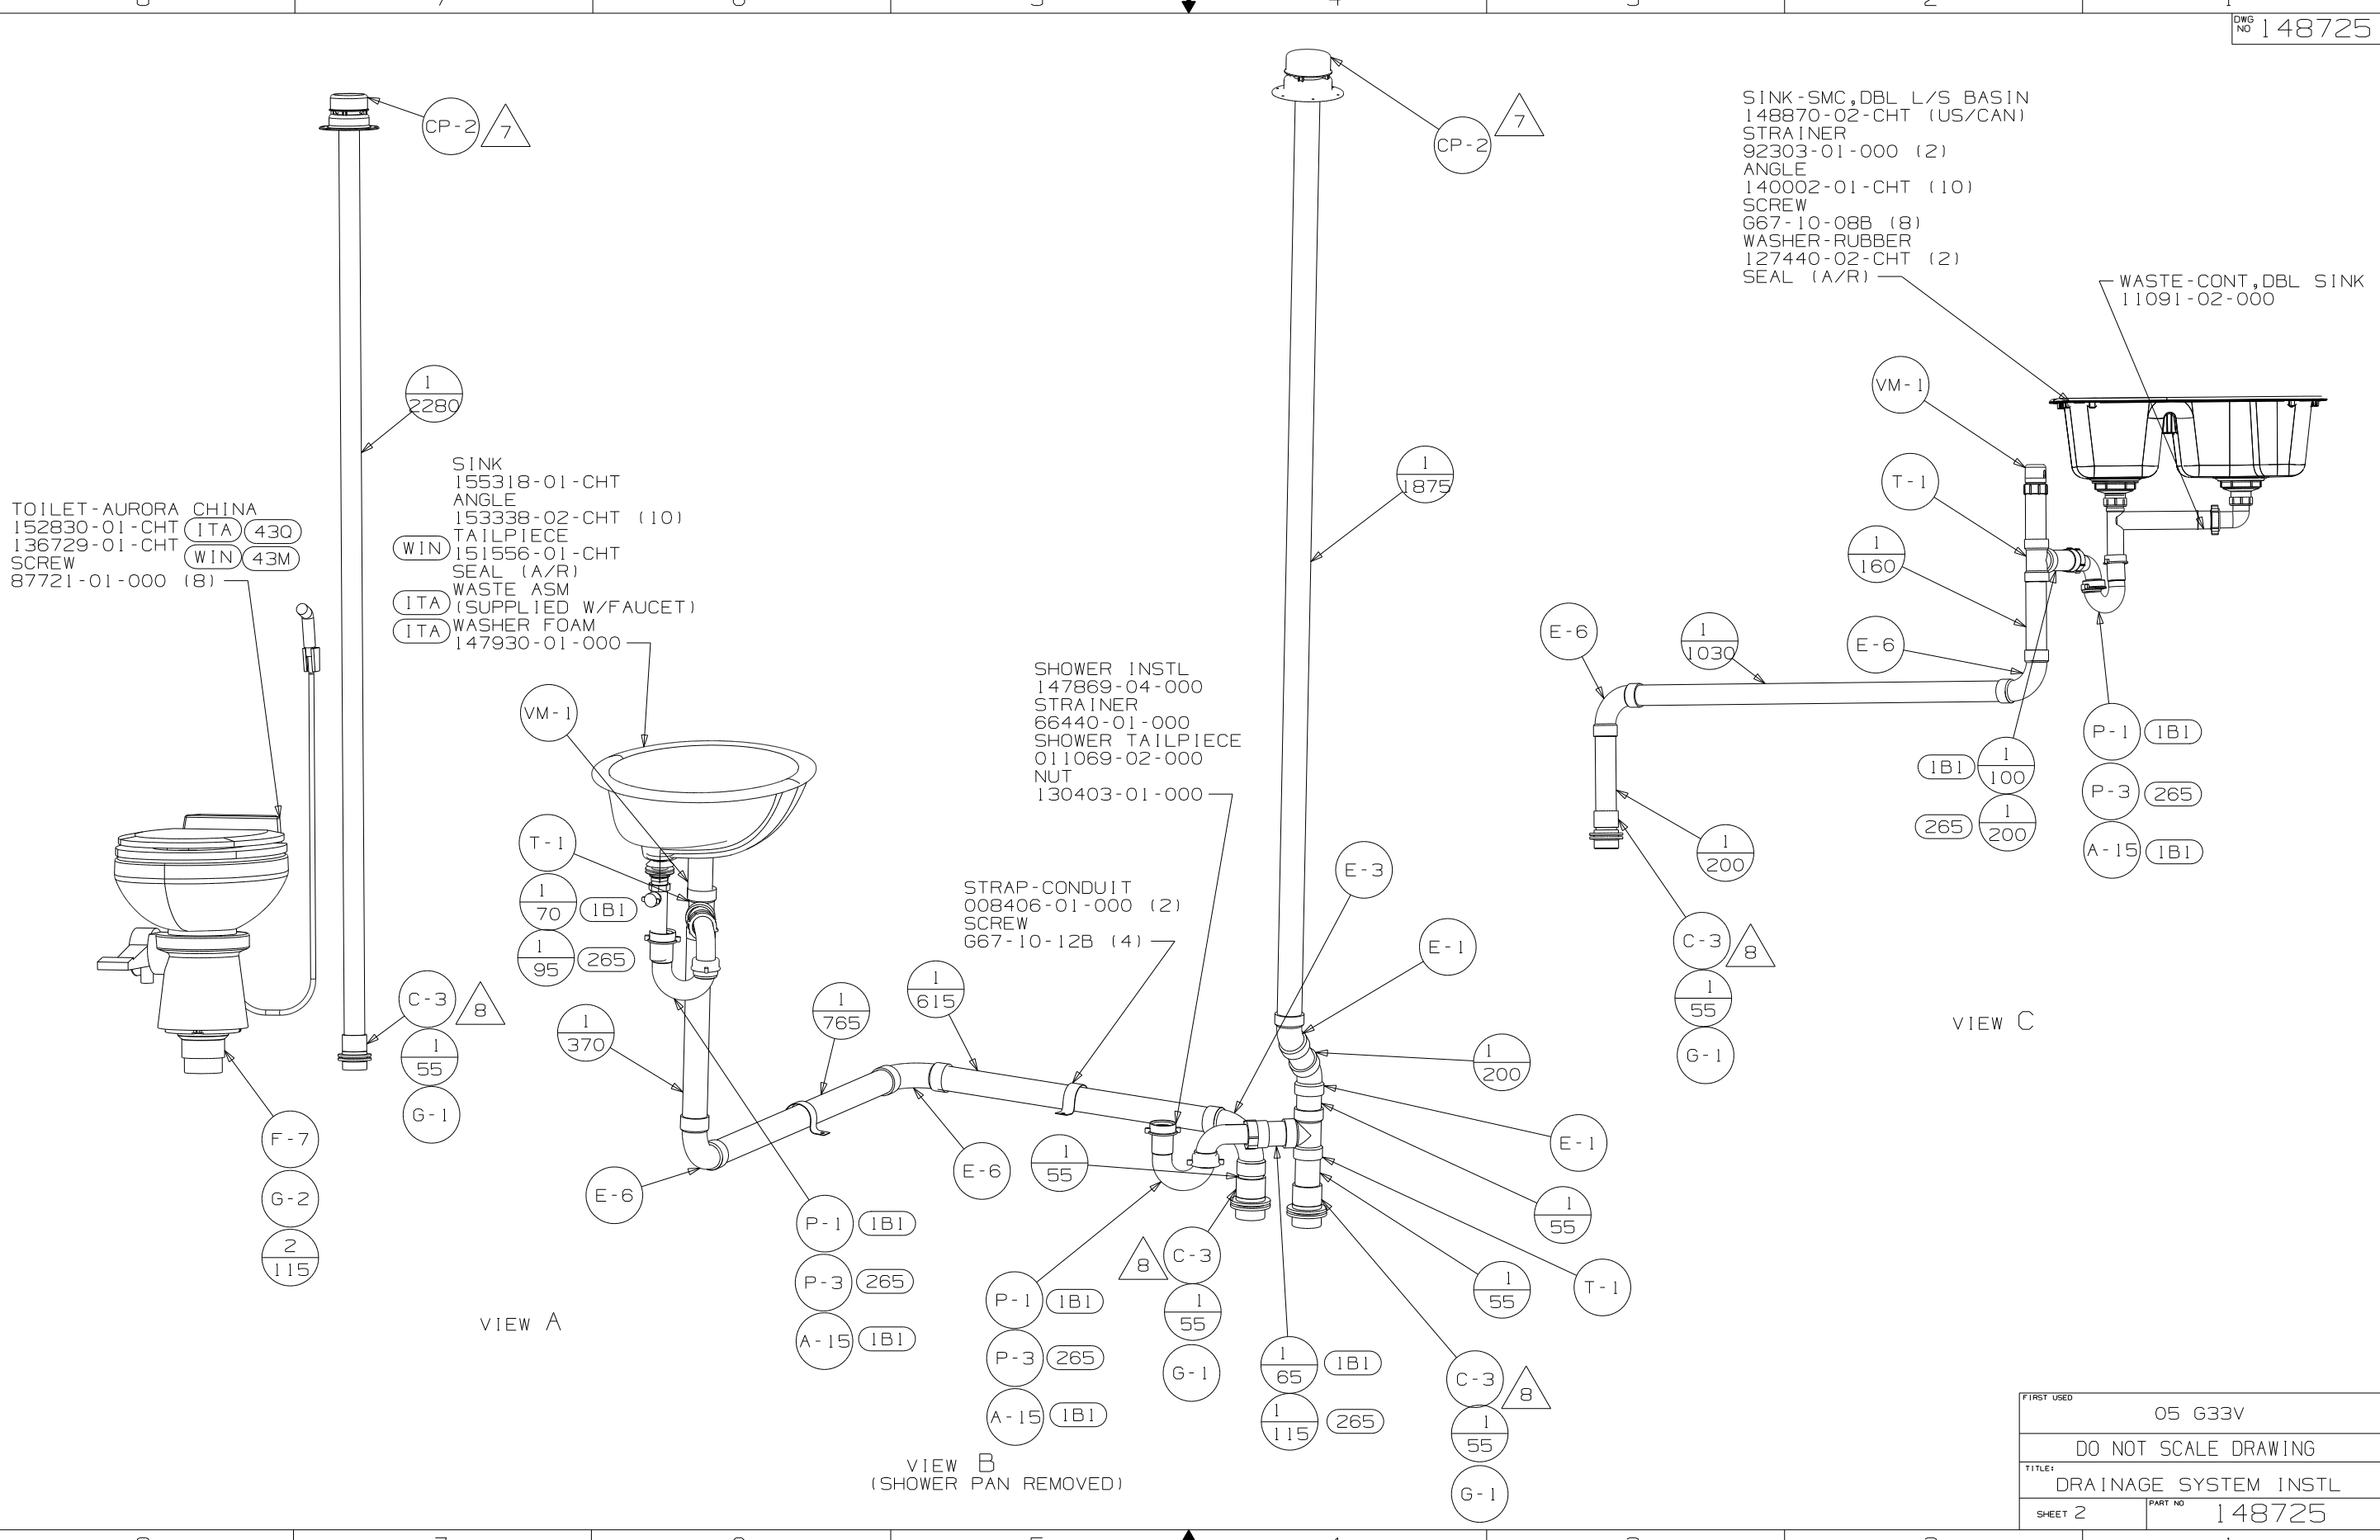 DWG
NO 148725
CP-2 7
1
2280
TOILET-AURORA CHINA
152830-01-CHT ITA 43Q
136729-01-CHT WIN 43M
SCREW
87721-01-000 (8)
C-3 8
1
55
G-1
F-7
G-2
2
115
SINK
155318-01-CHT
ANGLE
153338-02-CHT (10)
TAILPIECE
WIN 151556-01-CHT
SEAL (A/R)
WASTE ASM
ITA (SUPPLIED W/FAUCET)
ITA WASHER FOAM
147930-01-000
VM-1
T-1
1
70 1B1
1
95 265
1
370
1
765
E-6
P-1 1B1
P-3 265
A-15 1B1
VIEW A
CP-2 7
1
1875
SHOWER INSTL
147869-04-000
STRAINER
66440-01-000
SHOWER TAILPIECE
011069-02-000
NUT
130403-01-000
STRAP-CONDUIT
008406-01-000 (2)
SCREW
G67-10-12B (4)
E-3
E-1
1
615
1
200
E-6
1
55
E-1
1
55
T-1
1
55
8 C-3
1
55
G-1
P-1 1B1
P-3 265
A-15 1B1
1
65 1B1
1
115 265
C-3 8
1
55
G-1
VIEW B
(SHOWER PAN REMOVED)
SINK-SMC,DBL L/S BASIN
148870-02-CHT (US/CAN)
STRAINER
92303-01-000 (2)
ANGLE
140002-01-CHT (10)
SCREW
G67-10-08B (8)
WASHER-RUBBER
127440-02-CHT (2)
SEAL (A/R)
WASTE-CONT,DBL SINK
11091-02-000
VM-1
T-1
1
160
E-6
1
1030
E-6
P-1 1B1
P-3 265
A-15 1B1
1B1 1
100
265 1
200
1
200
C-3 8
1
55
G-1
VIEW C
FIRST USED
05 G33V
DO NOT SCALE DRAWING
TITLE:
DRAINAGE SYSTEM INSTL
SHEET 2
PART NO
148725